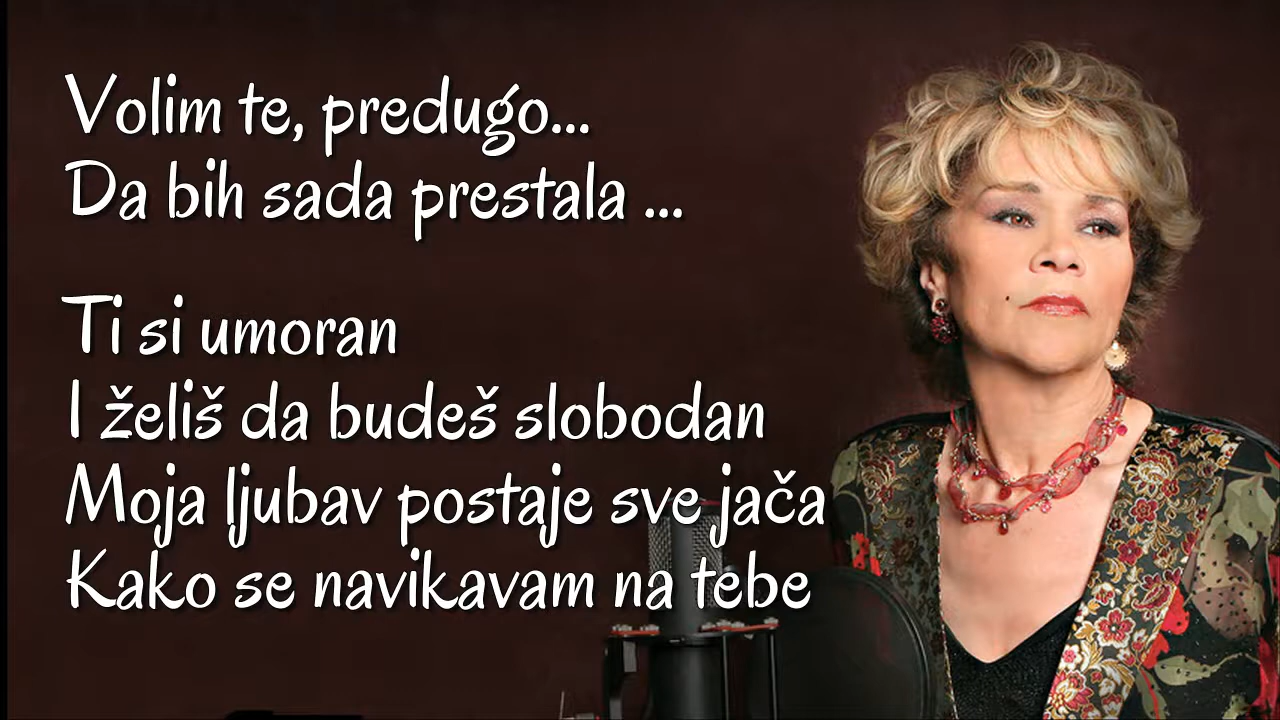 Volim te, predugo...
Da bih sada prestala ...
Ti si umoran
I želiš da budeš slobodan
Moja ljubav postaje sve jača
Kako se navikavam na tebe